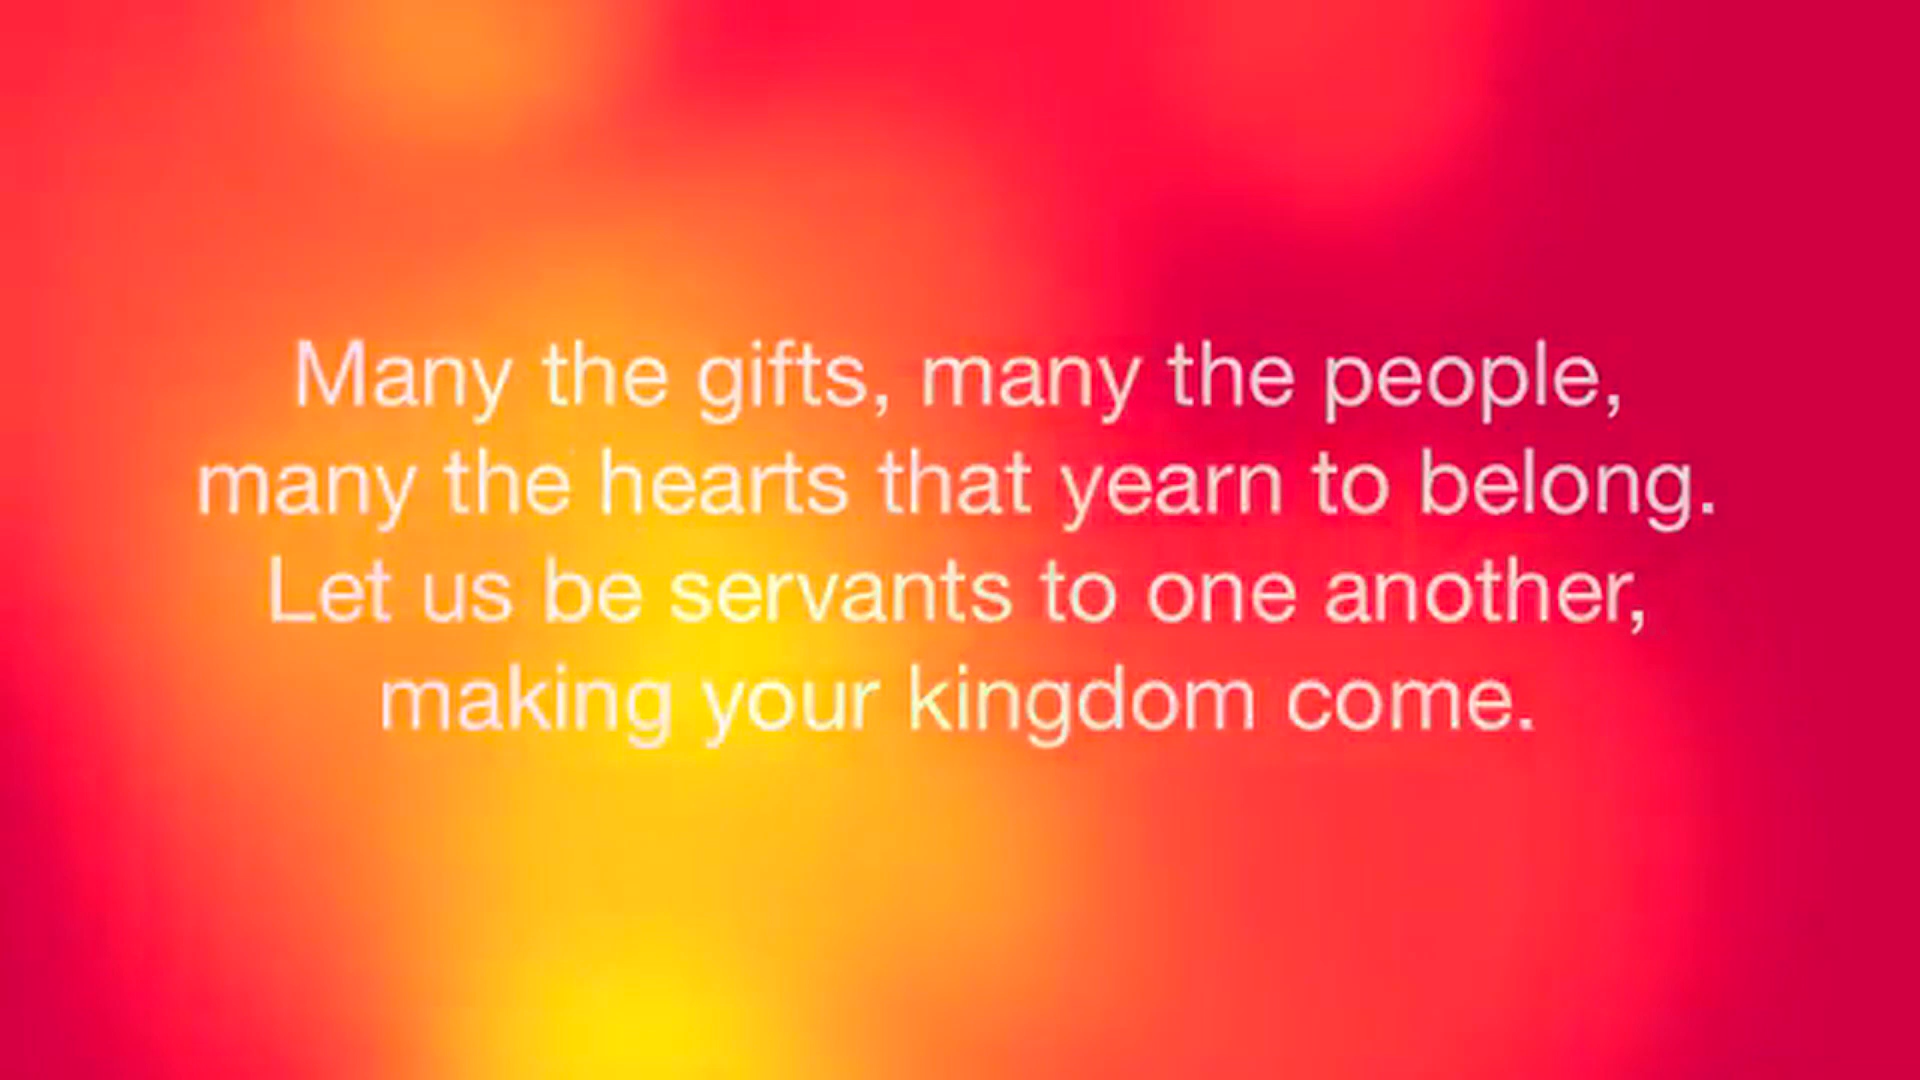 Many the gifts, many the people,
many the hearts that yearn to belong.
Let us be servants to one another,
making your kingdom come.